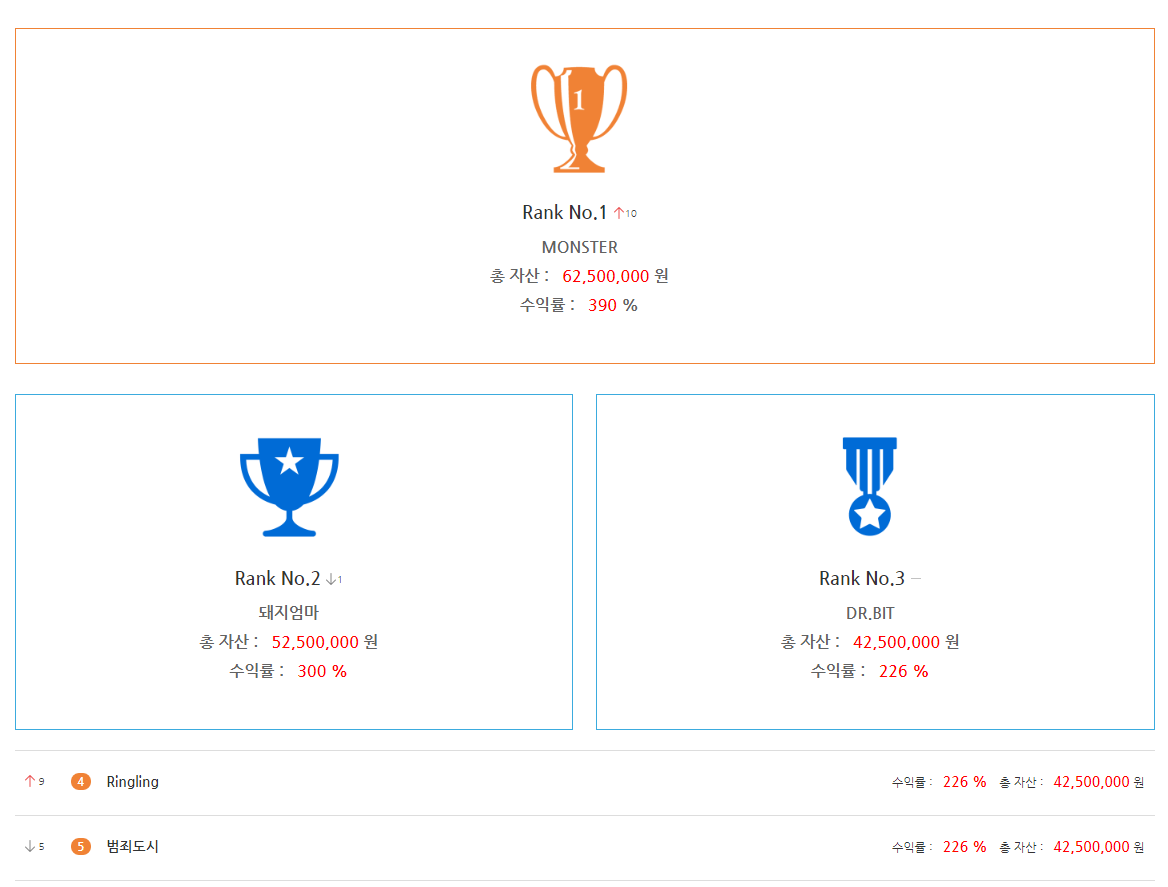 1
Rank No.1 ↑10
MONSTER
총 자산 : 62,500,000 원
수익률 : 390 %
Rank No.2 ↓1
돼지엄마
총 자산 : 52,500,000 원
수익률 : 300 %
Rank No.3 —
DR.BIT
총 자산 : 42,500,000 원
수익률 : 226 %
↑ 9 4 Ringling 수익률 : 226 % 총 자산 : 42,500,000 원
↓ 5 5 범죄도시 수익률 : 226 % 총 자산 : 42,500,000 원